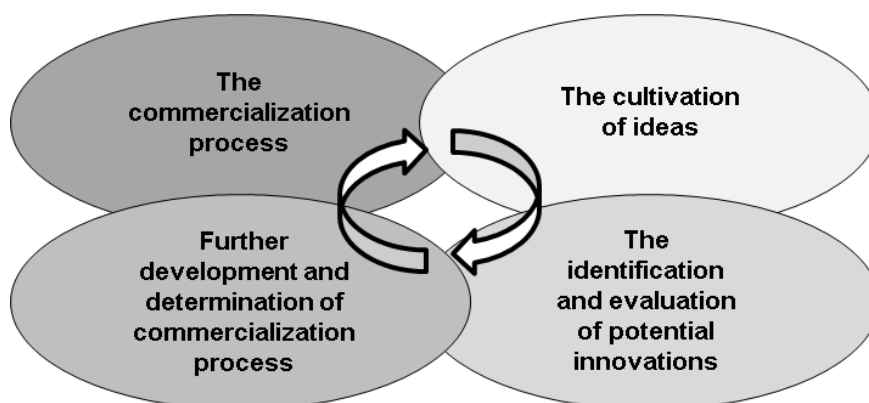 The
commercialization
process
The cultivation
of ideas
Further
development and
determination of
commercialization
process
The
identification
and evaluation
of potential
innovations